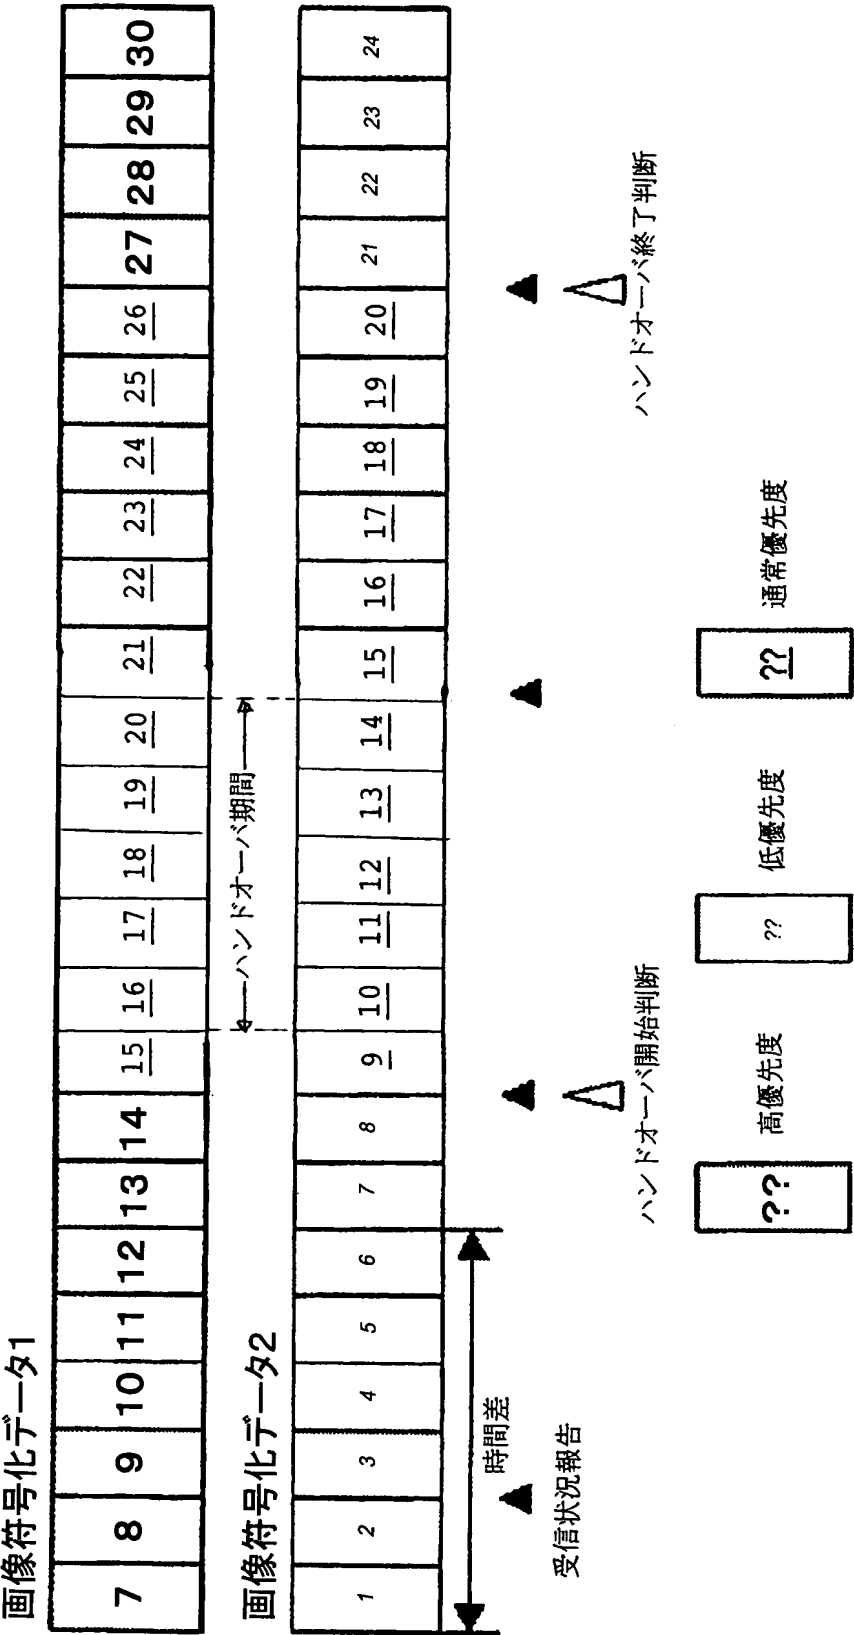 画像符号化データ1
7 8 9 10 11 12 13 14 15 16 17 18 19 20 21 22 23 24 25 26 27 28 29 30
ハンドオーバ期間
画像符号化データ2
1 2 3 4 5 6 7 8 9 10 11 12 13 14 15 16 17 18 19 20 21 22 23 24
時間差
受信状況報告
ハンドオーバ開始判断
ハンドオーバ終了判断
?? 高優先度
?? 低優先度
?? 通常優先度